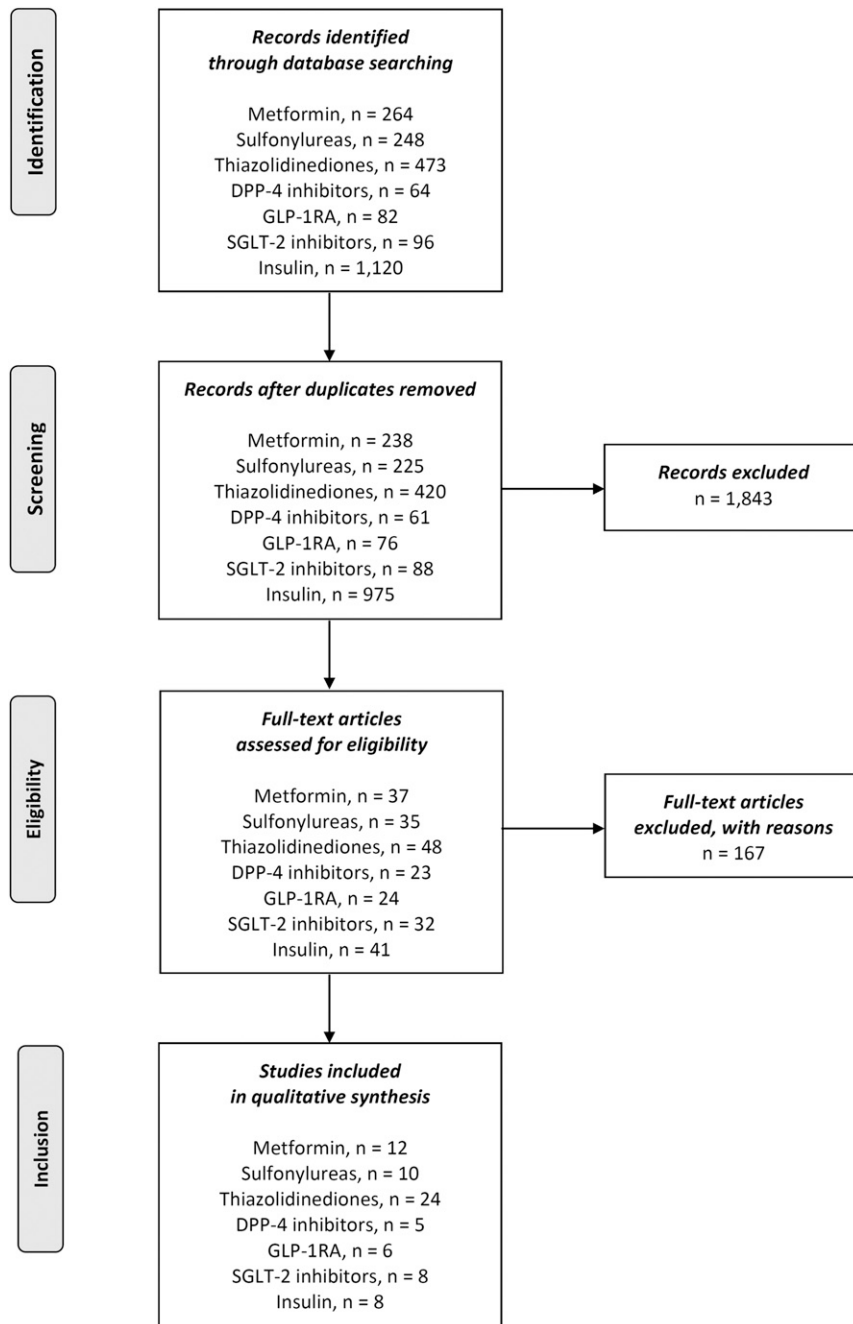 Identification
Records identified
through database searching
Metformin, n = 264
Sulfonylureas, n = 248
Thiazolidinediones, n = 473
DPP-4 inhibitors, n = 64
GLP-1RA, n = 82
SGLT-2 inhibitors, n = 96
Insulin, n = 1,120
Screening
Records after duplicates removed
Metformin, n = 238
Sulfonylureas, n = 225
Thiazolidinediones, n = 420
DPP-4 inhibitors, n = 61
GLP-1RA, n = 76
SGLT-2 inhibitors, n = 88
Insulin, n = 975
Records excluded
n = 1,843
Eligibility
Full-text articles
assessed for eligibility
Metformin, n = 37
Sulfonylureas, n = 35
Thiazolidinediones, n = 48
DPP-4 inhibitors, n = 23
GLP-1RA, n = 24
SGLT-2 inhibitors, n = 32
Insulin, n = 41
Full-text articles
excluded, with reasons
n = 167
Inclusion
Studies included
in qualitative synthesis
Metformin, n = 12
Sulfonylureas, n = 10
Thiazolidinediones, n = 24
DPP-4 inhibitors, n = 5
GLP-1RA, n = 6
SGLT-2 inhibitors, n = 8
Insulin, n = 8